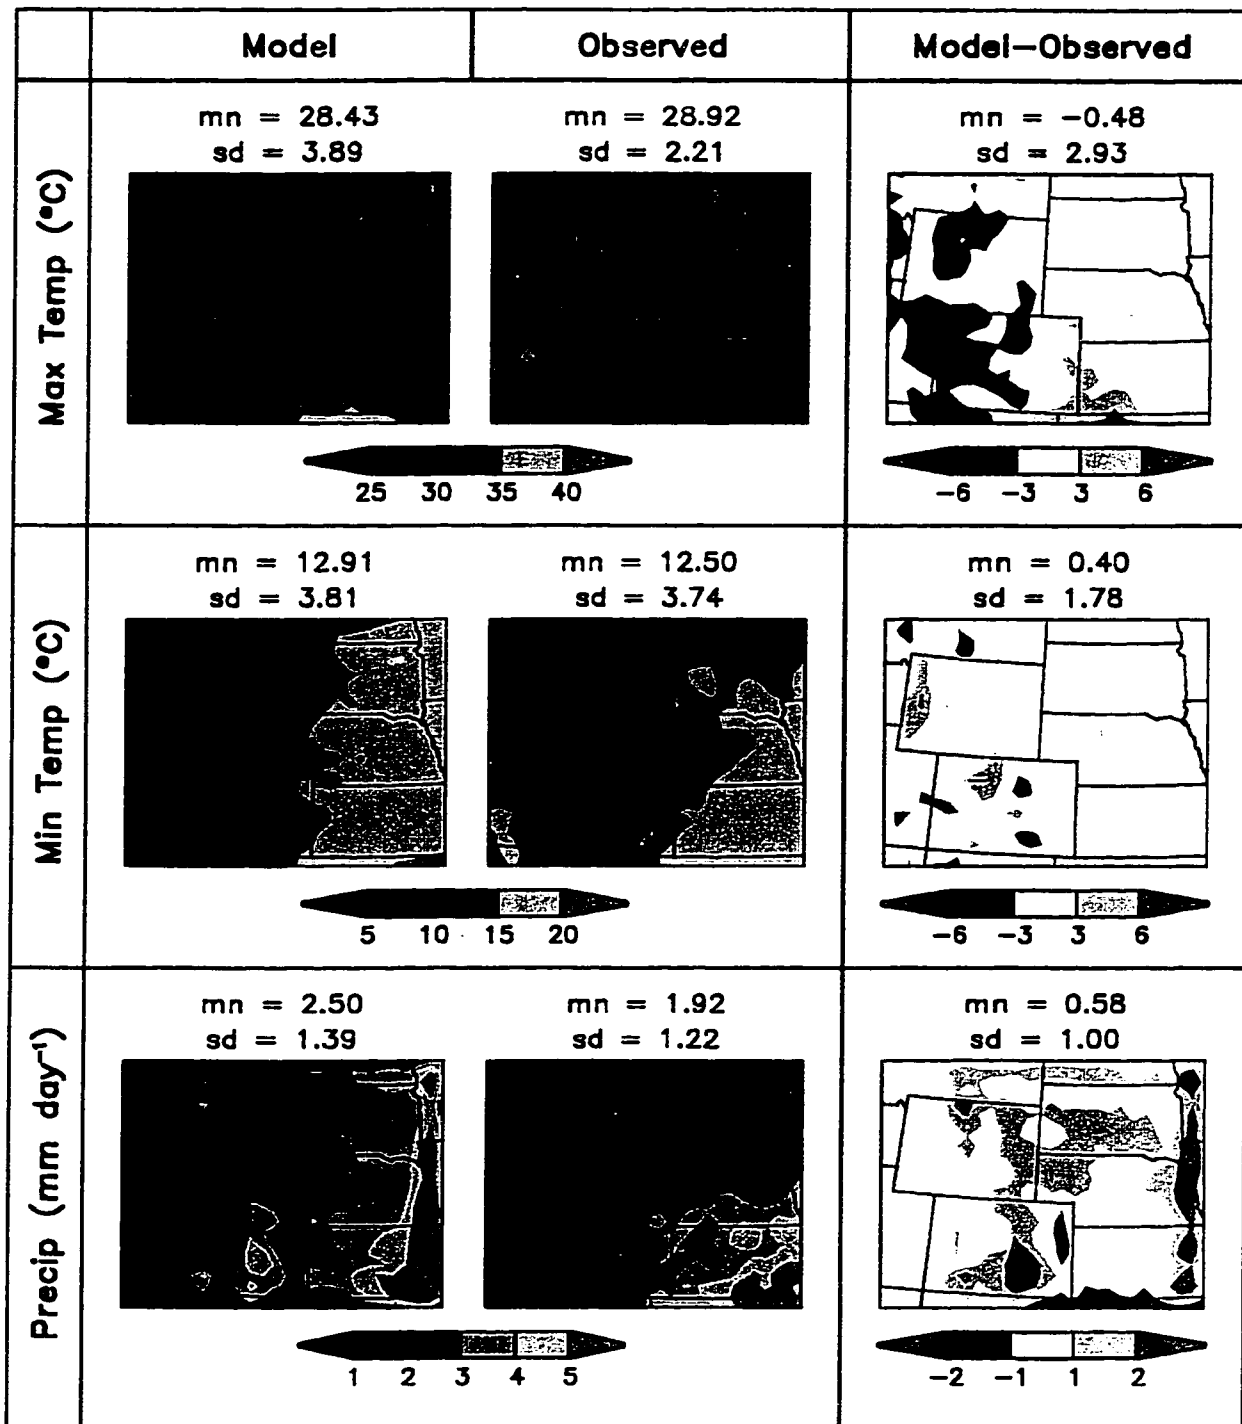 Model Observed Model-Observed
Max Temp (°C)
mn = 28.43
sd = 3.89
mn = 28.92
sd = 2.21
mn = -0.48
sd = 2.93
25 30 35 40
-6 -3 3 6
Min Temp (°C)
mn = 12.91
sd = 3.81
mn = 12.50
sd = 3.74
mn = 0.40
sd = 1.78
5 10 15 20
-6 -3 3 6
Precip (mm day⁻¹)
mn = 2.50
sd = 1.39
mn = 1.92
sd = 1.22
mn = 0.58
sd = 1.00
1 2 3 4 5
-2 -1 1 2